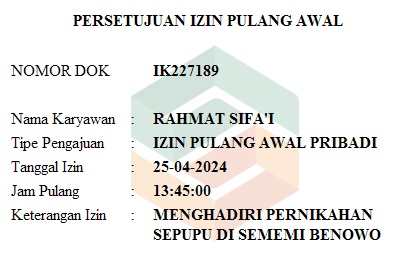 PERSETUJUAN IZIN PULANG AWAL
NOMOR DOK IK227189
Nama Karyawan : RAHMAT SIFA'I
Tipe Pengajuan : IZIN PULANG AWAL PRIBADI
Tanggal Izin : 25-04-2024
Jam Pulang : 13:45:00
Keterangan Izin : MENGHADIRI PERNIKAHAN
SEPUPU DI SEMEMI BENOWO